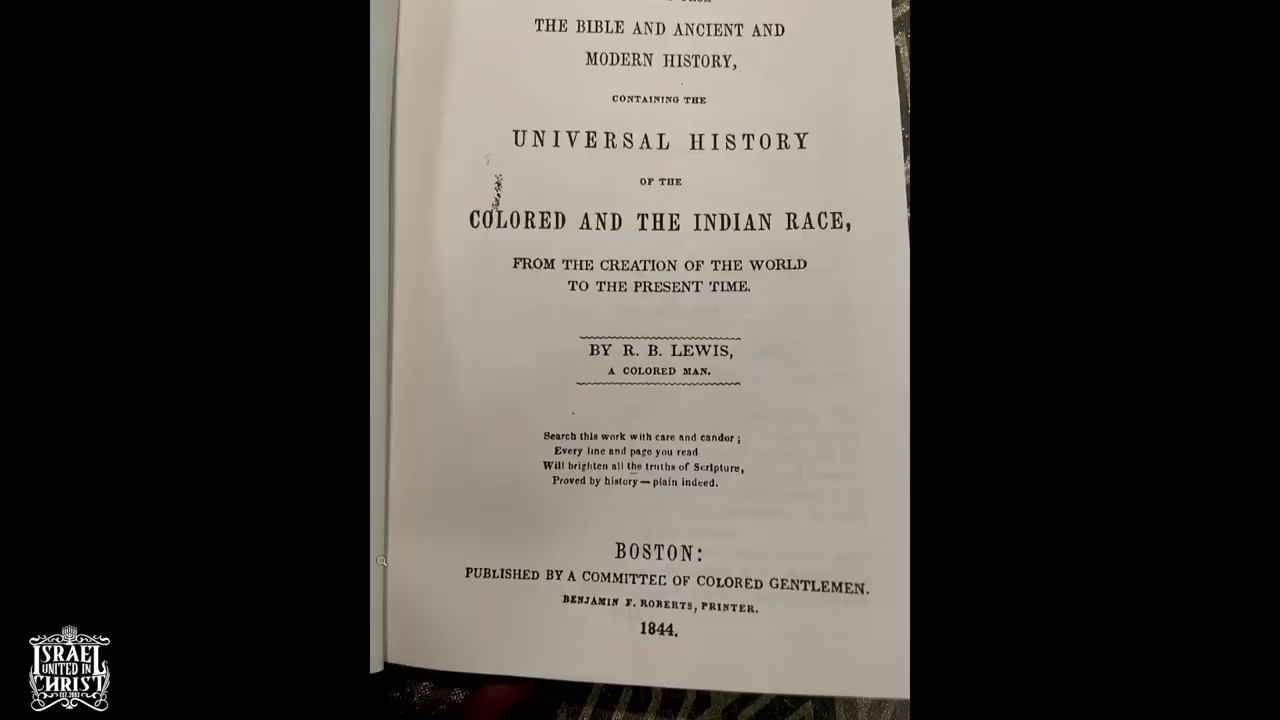 THE BIBLE AND ANCIENT AND
MODERN HISTORY,
CONTAINING THE
UNIVERSAL HISTORY
OF THE
COLORED AND THE INDIAN RACE,
FROM THE CREATION OF THE WORLD
TO THE PRESENT TIME.
BY R. B. LEWIS,
A COLORED MAN.
Search this work with care and candor;
Every line and page you read
Will brighten all the truths of Scripture,
Proved by history — plain indeed.
BOSTON:
PUBLISHED BY A COMMITTEE OF COLORED GENTLEMEN.
BENJAMIN F. ROBERTS, PRINTER.
1844.
ISRAEL
UNITED IN
CHRIST
EST. 2003